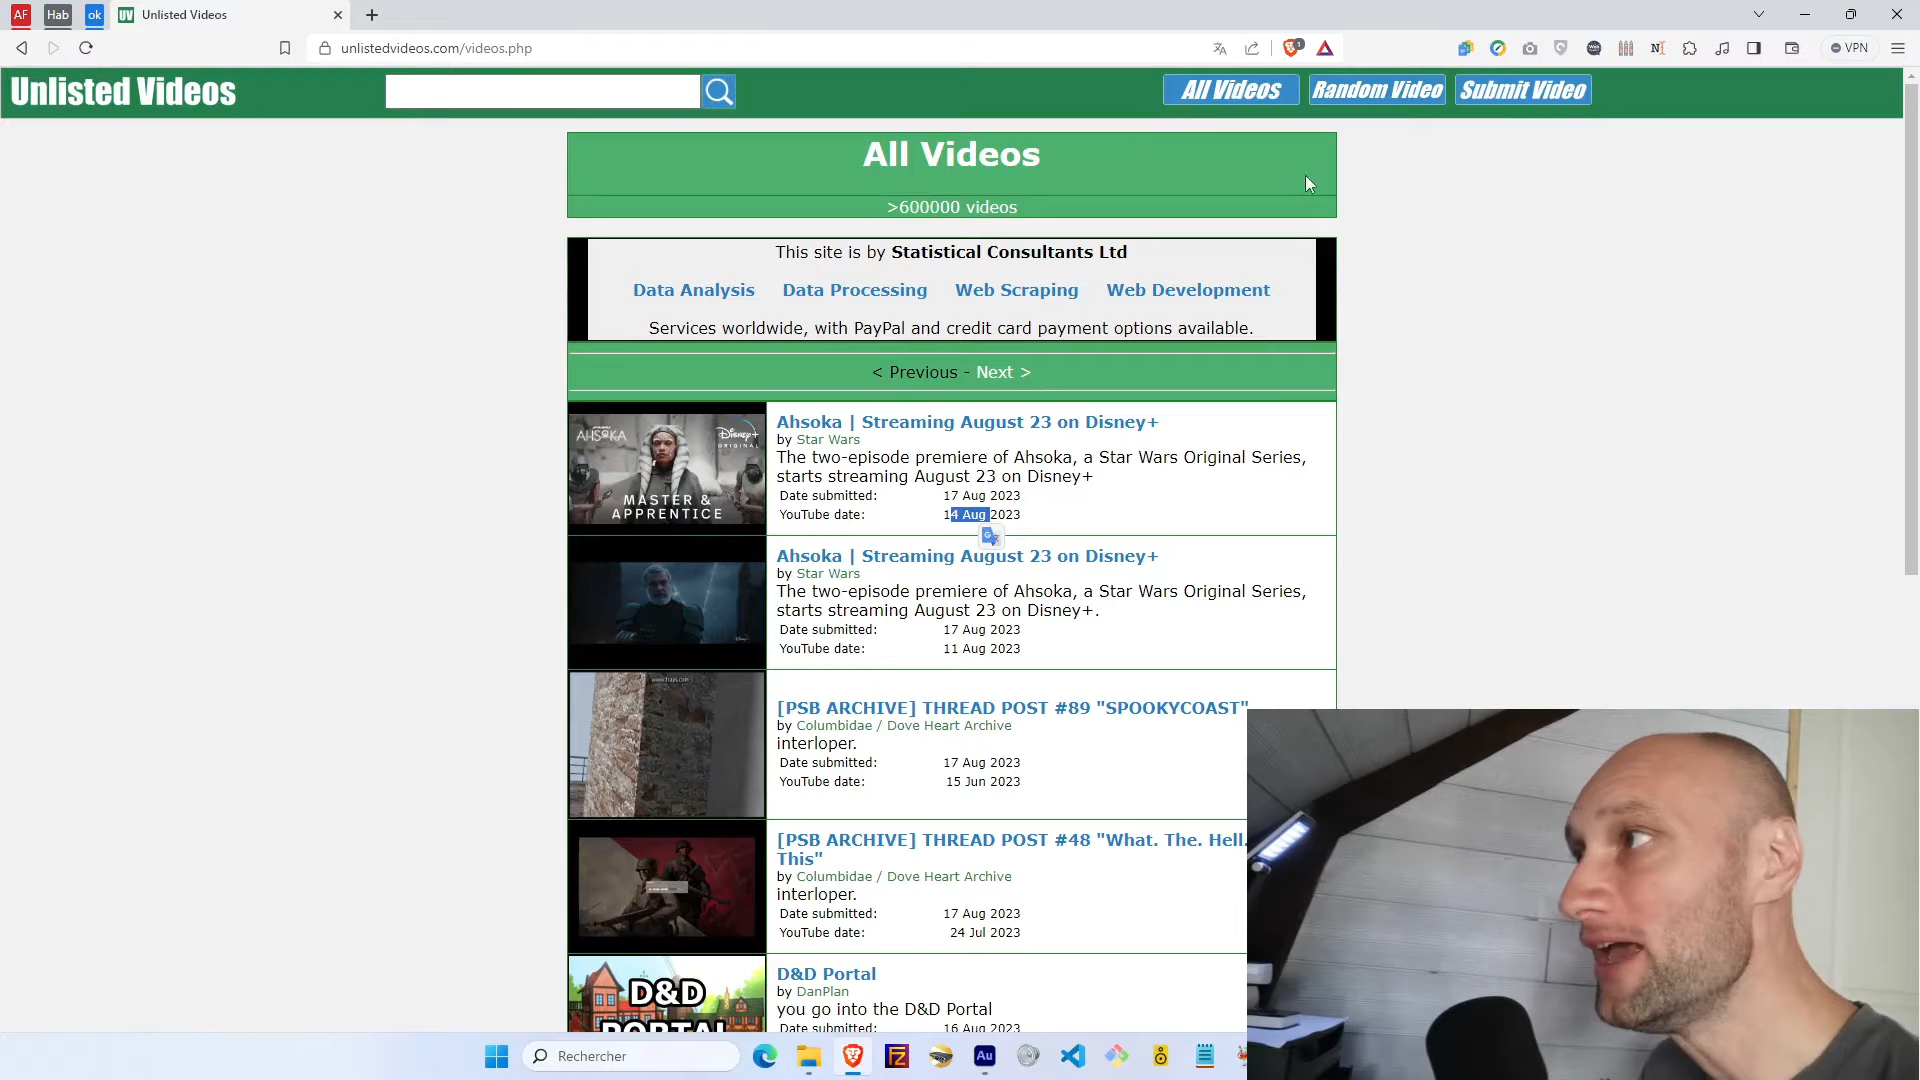 AF
Hab
ok
UV
Unlisted Videos
unlistedvideos.com/videos.php
1
VPN
Unlisted Videos
All Videos
Random Video
Submit Video
All Videos
>600000 videos
This site is by Statistical Consultants Ltd
Data Analysis Data Processing Web Scraping Web Development
Services worldwide, with PayPal and credit card payment options available.
< Previous - Next >
AHSOKA
Disney+
ORIGINAL
MASTER &
APPRENTICE
Ahsoka | Streaming August 23 on Disney+
by Star Wars
The two-episode premiere of Ahsoka, a Star Wars Original Series,
starts streaming August 23 on Disney+
Date submitted: 17 Aug 2023
YouTube date: 14 Aug 2023
Ahsoka | Streaming August 23 on Disney+
by Star Wars
The two-episode premiere of Ahsoka, a Star Wars Original Series,
starts streaming August 23 on Disney+.
Date submitted: 17 Aug 2023
YouTube date: 11 Aug 2023
[PSB ARCHIVE] THREAD POST #89 "SPOOKYCOAST"
by Columbidae / Dove Heart Archive
interloper.
Date submitted: 17 Aug 2023
YouTube date: 15 Jun 2023
[PSB ARCHIVE] THREAD POST #48 "What. The. Hell.
This"
by Columbidae / Dove Heart Archive
interloper.
Date submitted: 17 Aug 2023
YouTube date: 24 Jul 2023
D&D
PORTAL
D&D Portal
by DanPlan
you go into the D&D Portal
Date submitted: 16 Aug 2023
Rechercher
FZ
Au